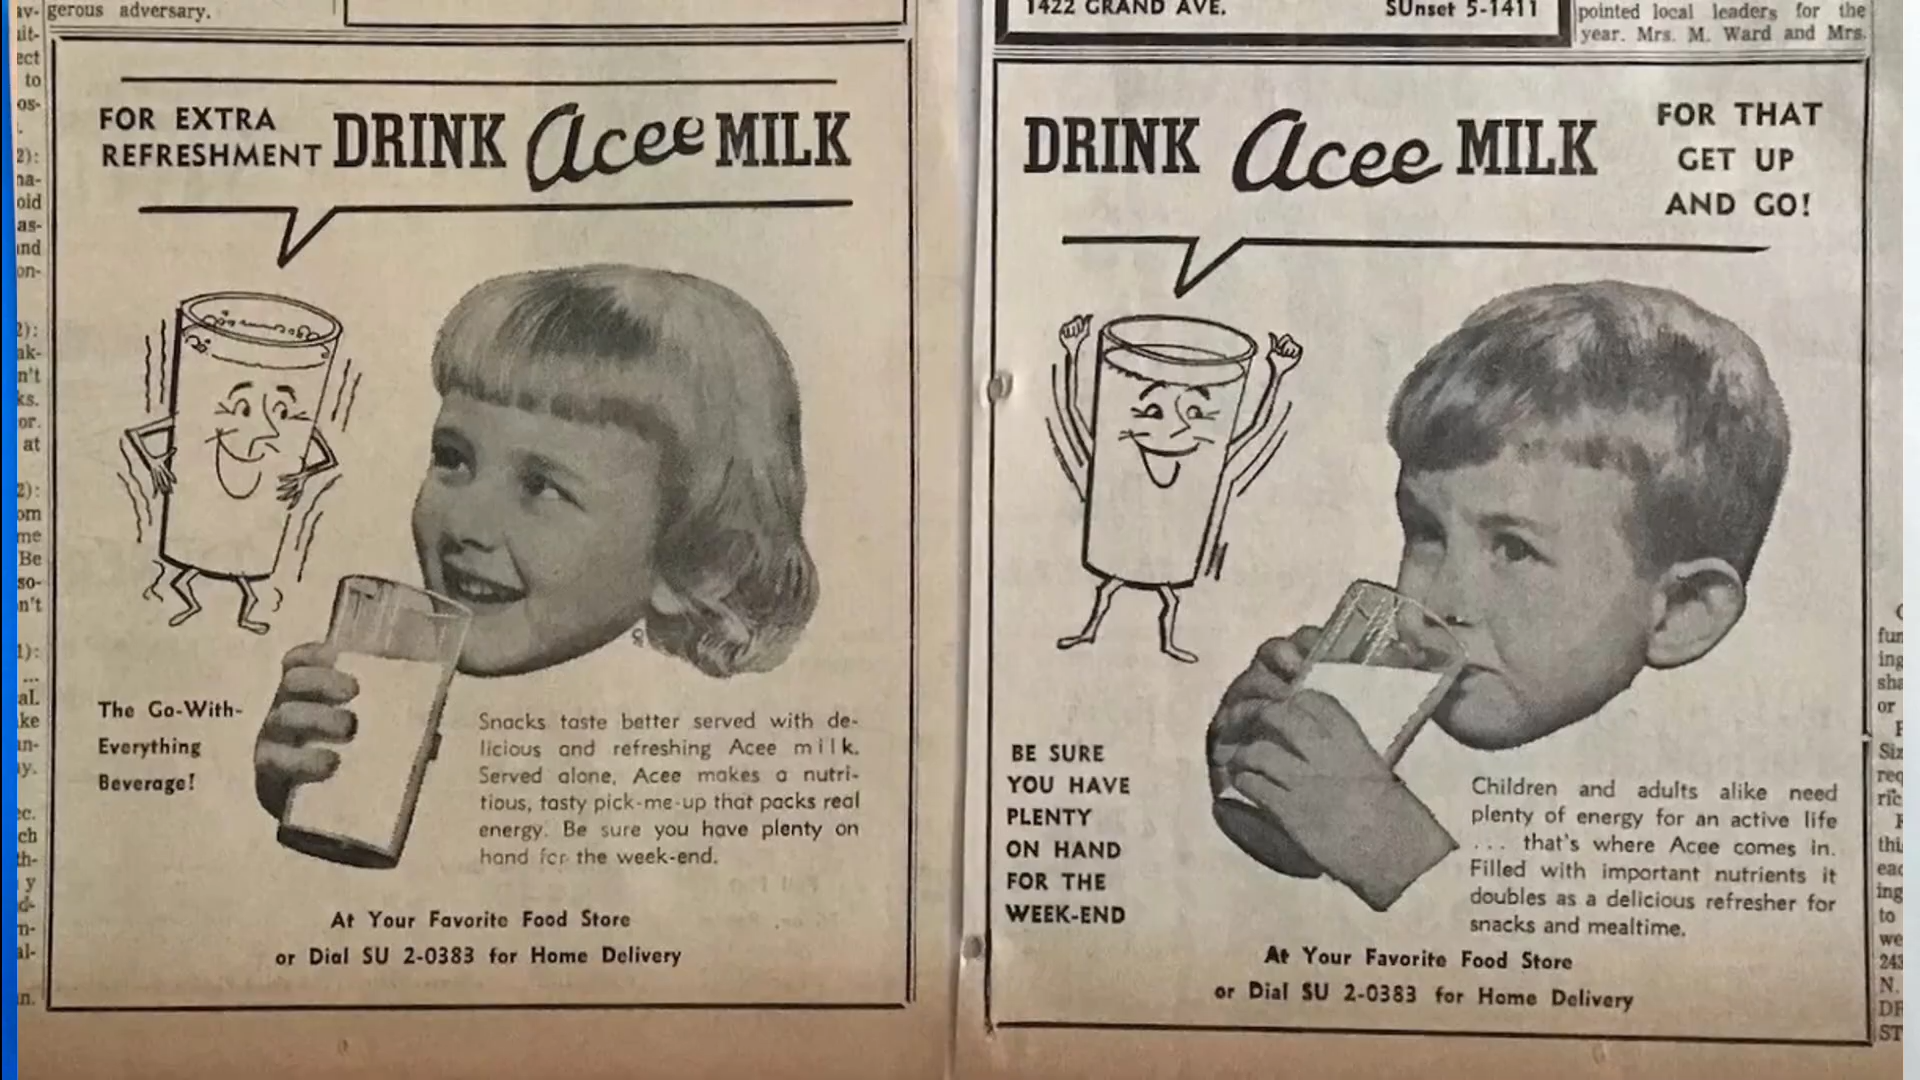 gerous adversary.
FOR EXTRA
REFRESHMENT DRINK Acee MILK
The Go-With-
Everything
Beverage!
Snacks taste better served with de-
licious and refreshing Acee milk.
Served alone, Acee makes a nutri-
tious, tasty pick-me-up that packs real
energy. Be sure you have plenty on
hand for the week-end.
At Your Favorite Food Store
or Dial SU 2-0383 for Home Delivery
1422 GRAND AVE. SUnset 5-1411
pointed local leaders for the
year. Mrs. M. Ward and Mrs.
DRINK Acee MILK
FOR THAT
GET UP
AND GO!
BE SURE
YOU HAVE
PLENTY
ON HAND
FOR THE
WEEK-END
Children and adults alike need
plenty of energy for an active life
... that's where Acee comes in.
Filled with important nutrients it
doubles as a delicious refresher for
snacks and mealtime.
At Your Favorite Food Store
or Dial SU 2-0383 for Home Delivery